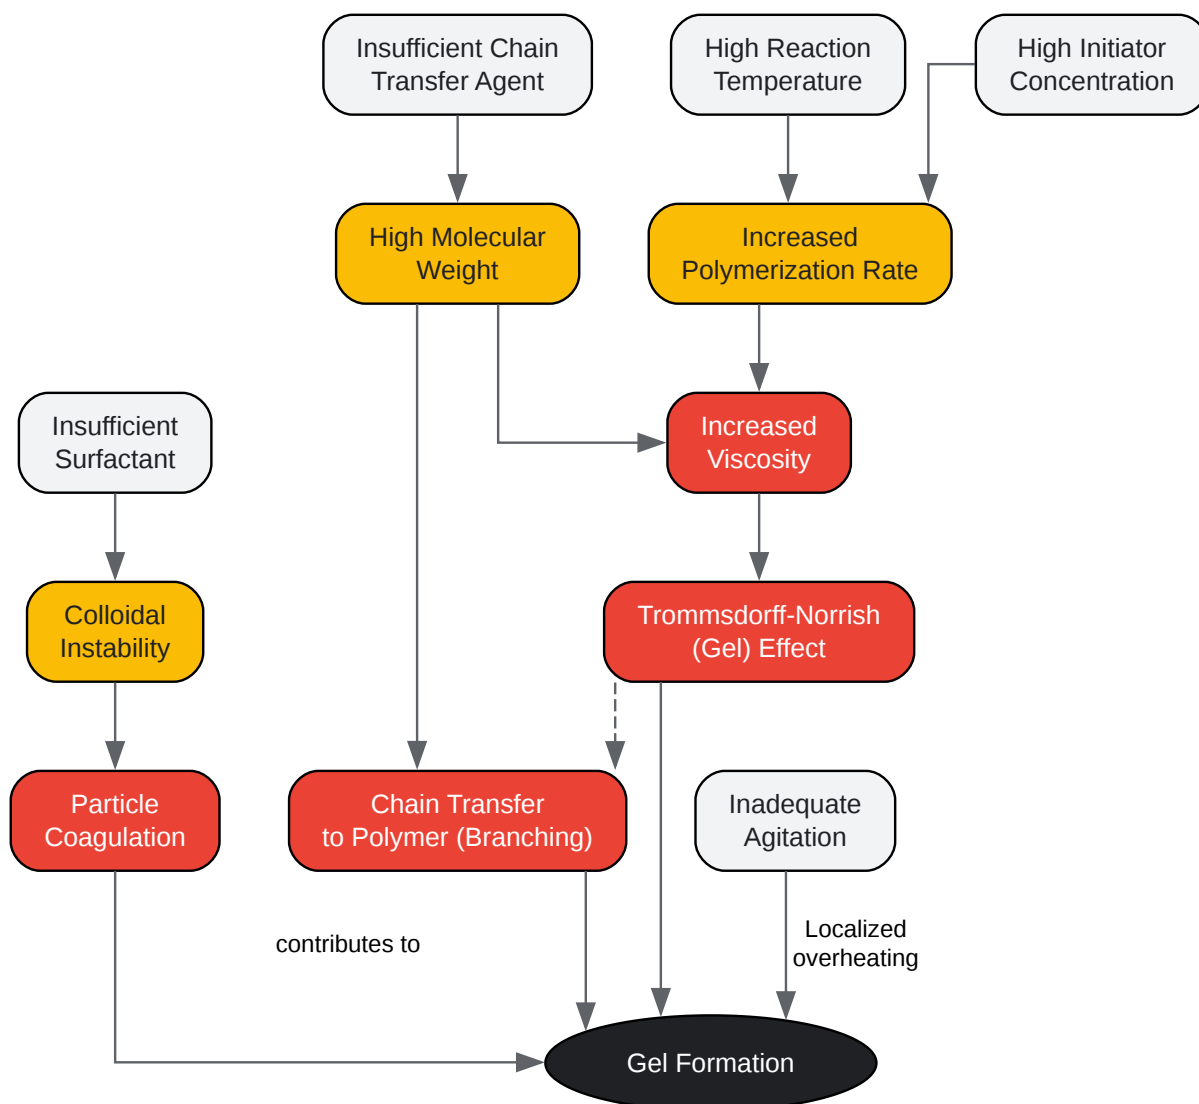 Insufficient Chain
Transfer Agent
High Reaction
Temperature
High Initiator
Concentration
High Molecular
Weight
Increased
Polymerization Rate
Insufficient
Surfactant
Increased
Viscosity
Colloidal
Instability
Trommsdorff-Norrish
(Gel) Effect
Particle
Coagulation
Chain Transfer
to Polymer (Branching)
Inadequate
Agitation
contributes to
Localized
overheating
Gel Formation